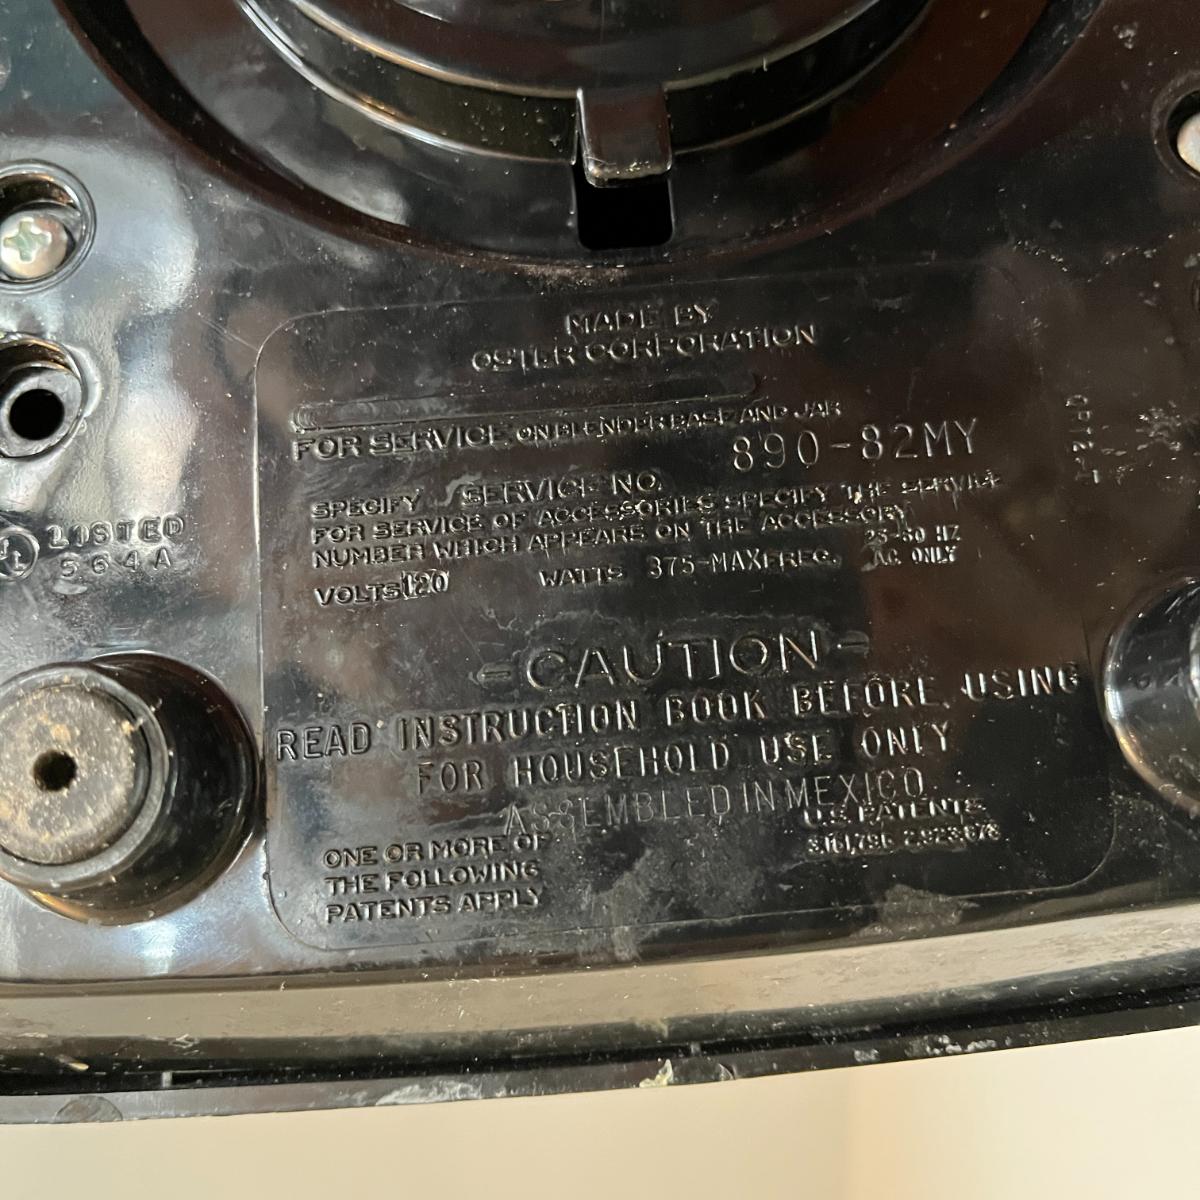 MADE BY
OSTER CORPORATION
FOR SERVICE ON BLENDER BASE AND JAR
890-82MY
SPECIFY SERVICE NO.
FOR SERVICE OF ACCESSORIES SPECIFY THE SERVICE
NUMBER WHICH APPEARS ON THE ACCESSORY
VOLTS 120 WATTS 375-MAX FREQ. 25-60 HZ
AC ONLY
UL LISTED
564A
-CAUTION-
READ INSTRUCTION BOOK BEFORE USING
FOR HOUSEHOLD USE ONLY
ASSEMBLED IN MEXICO
U.S. PATENTS
ONE OR MORE OF
THE FOLLOWING
PATENTS APPLY